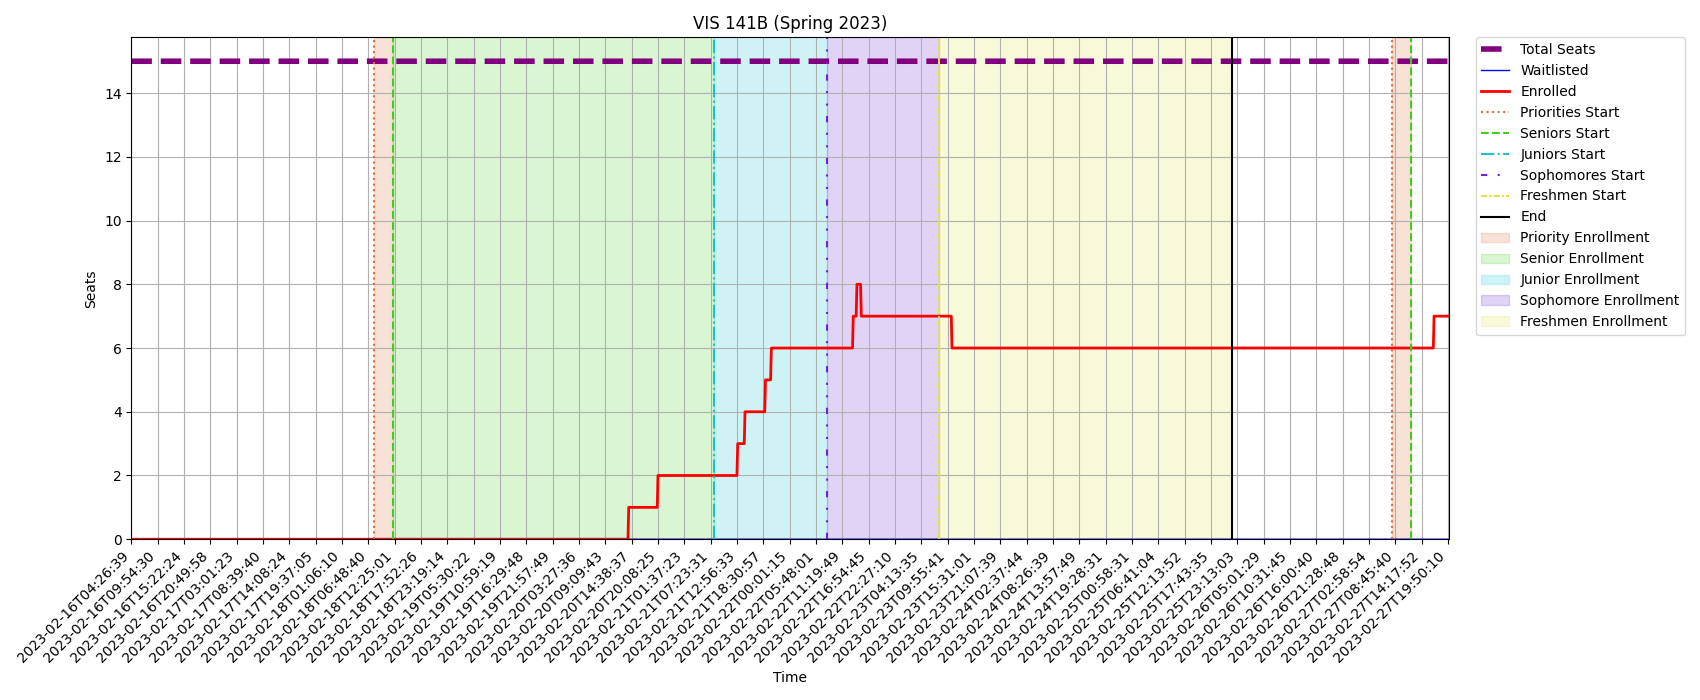 VIS 141B (Spring 2023)
Seats
14
12
10
8
6
4
2
0
2023-02-16T04:26:39
2023-02-16T09:54:30
2023-02-16T15:22:24
2023-02-16T20:49:58
2023-02-17T03:01:23
2023-02-17T08:39:40
2023-02-17T14:08:24
2023-02-17T19:37:05
2023-02-18T01:06:10
2023-02-18T06:48:40
2023-02-18T12:25:01
2023-02-18T17:52:26
2023-02-18T23:19:14
2023-02-19T05:30:22
2023-02-19T10:59:19
2023-02-19T16:29:48
2023-02-19T21:57:49
2023-02-20T03:27:36
2023-02-20T09:09:43
2023-02-20T14:38:37
2023-02-20T20:08:25
2023-02-21T01:37:23
2023-02-21T07:23:31
2023-02-21T12:56:33
2023-02-21T18:30:57
2023-02-22T00:01:15
2023-02-22T05:48:01
2023-02-22T11:19:49
2023-02-22T16:54:45
2023-02-22T22:27:10
2023-02-23T04:13:35
2023-02-23T09:55:41
2023-02-23T15:31:01
2023-02-23T21:07:39
2023-02-24T02:37:44
2023-02-24T08:26:39
2023-02-24T13:57:49
2023-02-24T19:28:31
2023-02-25T00:58:31
2023-02-25T06:41:04
2023-02-25T12:13:52
2023-02-25T17:43:35
2023-02-25T23:13:03
2023-02-26T05:01:29
2023-02-26T10:31:45
2023-02-26T16:00:40
2023-02-26T21:28:48
2023-02-27T02:58:54
2023-02-27T08:45:40
2023-02-27T14:17:52
2023-02-27T19:50:10
Time
Total Seats
Waitlisted
Enrolled
Priorities Start
Seniors Start
Juniors Start
Sophomores Start
Freshmen Start
End
Priority Enrollment
Senior Enrollment
Junior Enrollment
Sophomore Enrollment
Freshmen Enrollment